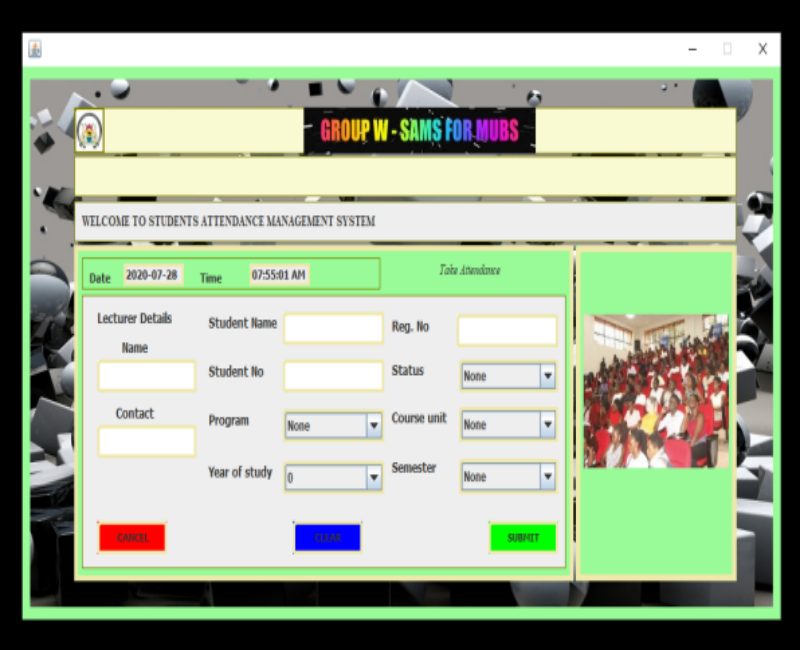 GROUP W - SAMS FOR MUBS
WELCOME TO STUDENTS ATTENDANCE MANAGEMENT SYSTEM
Date 2020-07-28 Time 07:55:01 AM
Take Attendance
Lecturer Details
Name
Contact
Student Name
Student No
Program None
Year of study 0
Reg. No
Status None
Course unit None
Semester None
CANCEL CLEAR SUBMIT